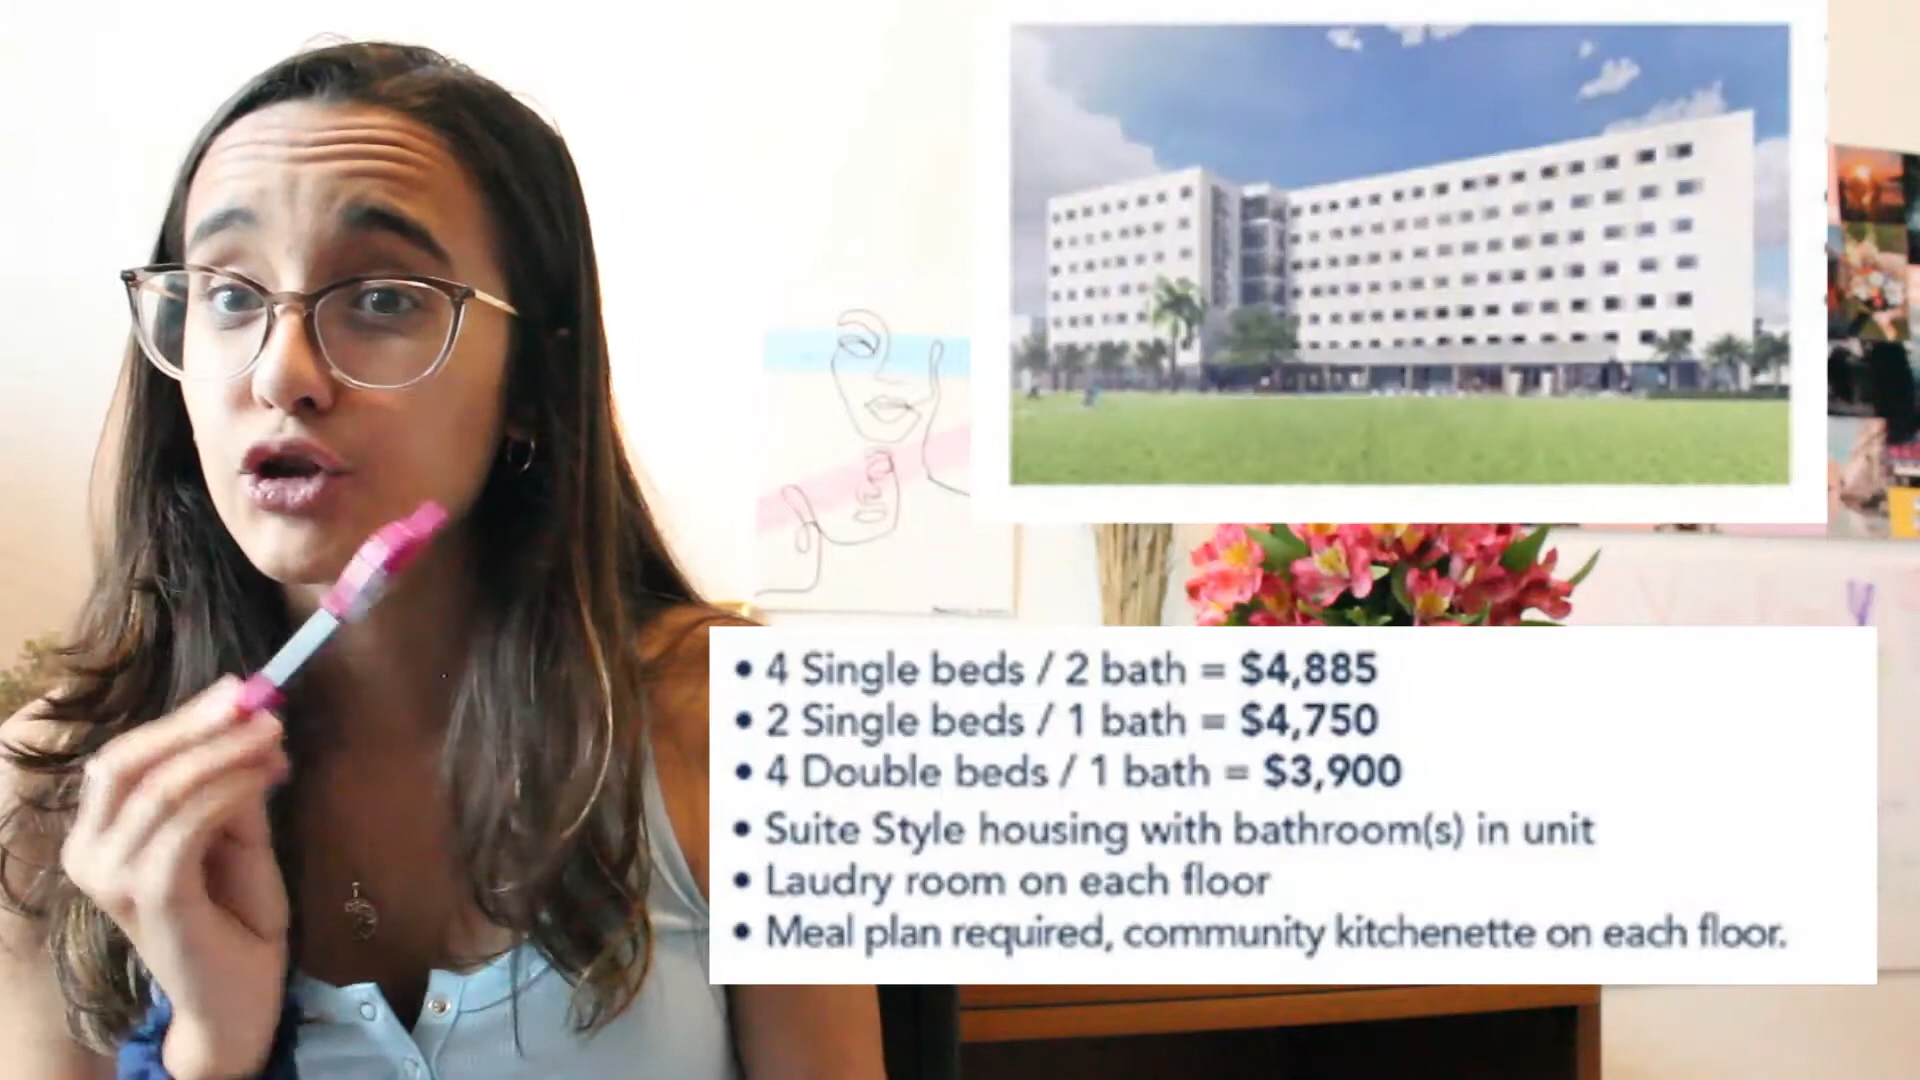 • 4 Single beds / 2 bath = $4,885
• 2 Single beds / 1 bath = $4,750
• 4 Double beds / 1 bath = $3,900
• Suite Style housing with bathroom(s) in unit
• Laudry room on each floor
• Meal plan required, community kitchenette on each floor.